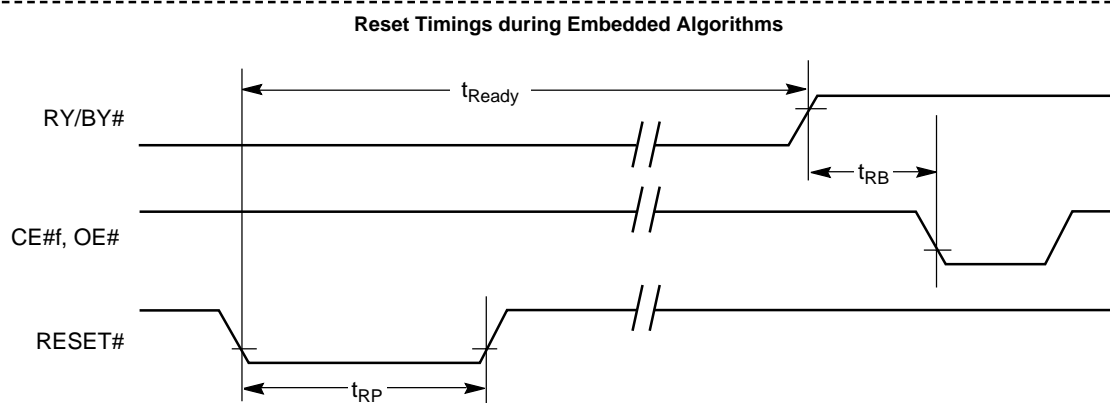 Reset Timings during Embedded Algorithms
tReady
RY/BY#
tRB
CE#f, OE#
RESET#
tRP